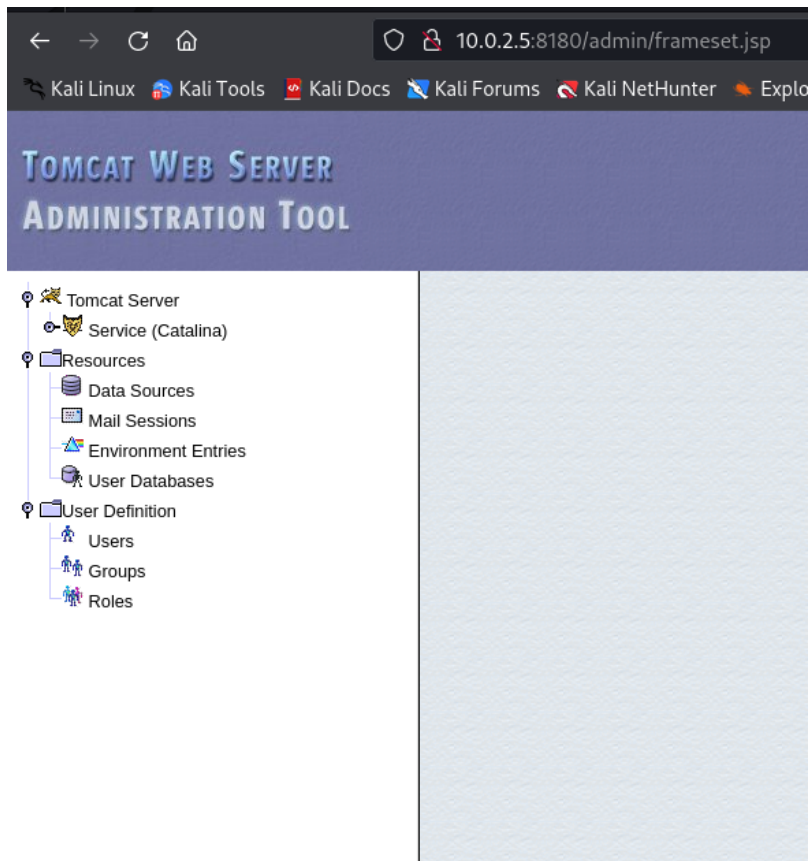 10.0.2.5:8180/admin/frameset.jsp
Kali Linux Kali Tools Kali Docs Kali Forums Kali NetHunter Explo
TOMCAT WEB SERVER
ADMINISTRATION TOOL
Tomcat Server
Service (Catalina)
Resources
Data Sources
Mail Sessions
Environment Entries
User Databases
User Definition
Users
Groups
Roles